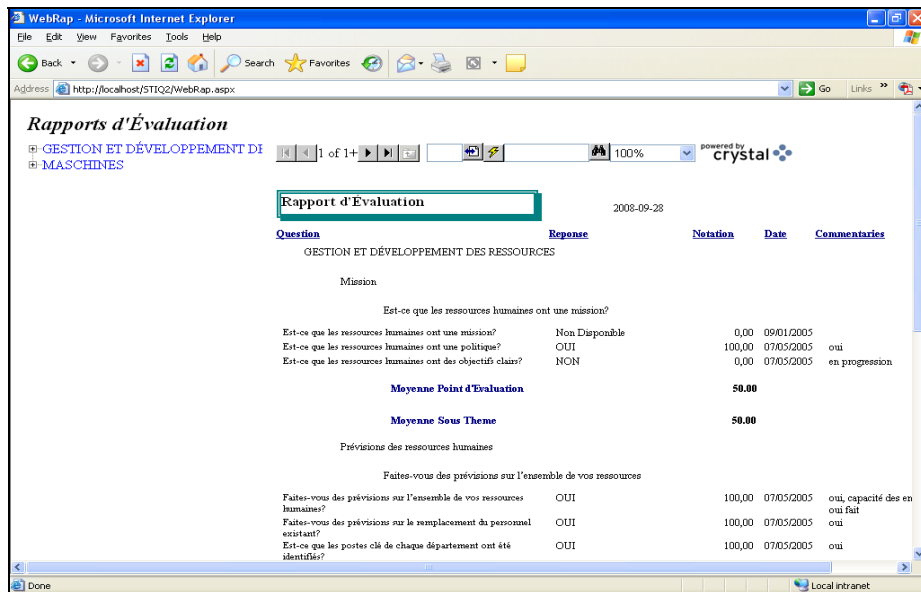 WebRap - Microsoft Internet Explorer
File Edit View Favorites Tools Help
Back Search Favorites
Address http://localhost/STIQ2/WebRap.aspx Go Links »
Rapports d'Évaluation
GESTION ET DÉVELOPPEMENT DE
MASCHINES
1 of 1+ 100% powered by crystal
Rapport d'Évaluation
2008-09-28
Question Reponse Notation Date Commentaries
GESTION ET DÉVELOPPEMENT DES RESSOURCES
Mission
Est-ce que les ressources humaines ont une mission?
Est-ce que les ressources humaines ont une mission? Non Disponible 0,00 09/01/2005
Est-ce que les ressources humaines ont une politique? OUI 100,00 07/05/2005 oui
Est-ce que les ressources humaines ont des objectifs clairs? NON 0,00 07/05/2005 en progression
Moyenne Point d'Evaluation 50.00
Moyenne Sous Theme 50.00
Prévisions des ressources humaines
Faites-vous des prévisions sur l'ensemble de vos ressources
Faites-vous des prévisions sur l'ensemble de vos ressources OUI 100,00 07/05/2005 oui, capacité des en
humaines? oui fait
Faites-vous des prévisions sur le remplacement du personnel OUI 100,00 07/05/2005 oui
existant?
Est-ce que les postes clé de chaque département ont été OUI 100,00 07/05/2005 oui
identifiés?
Done Local intranet